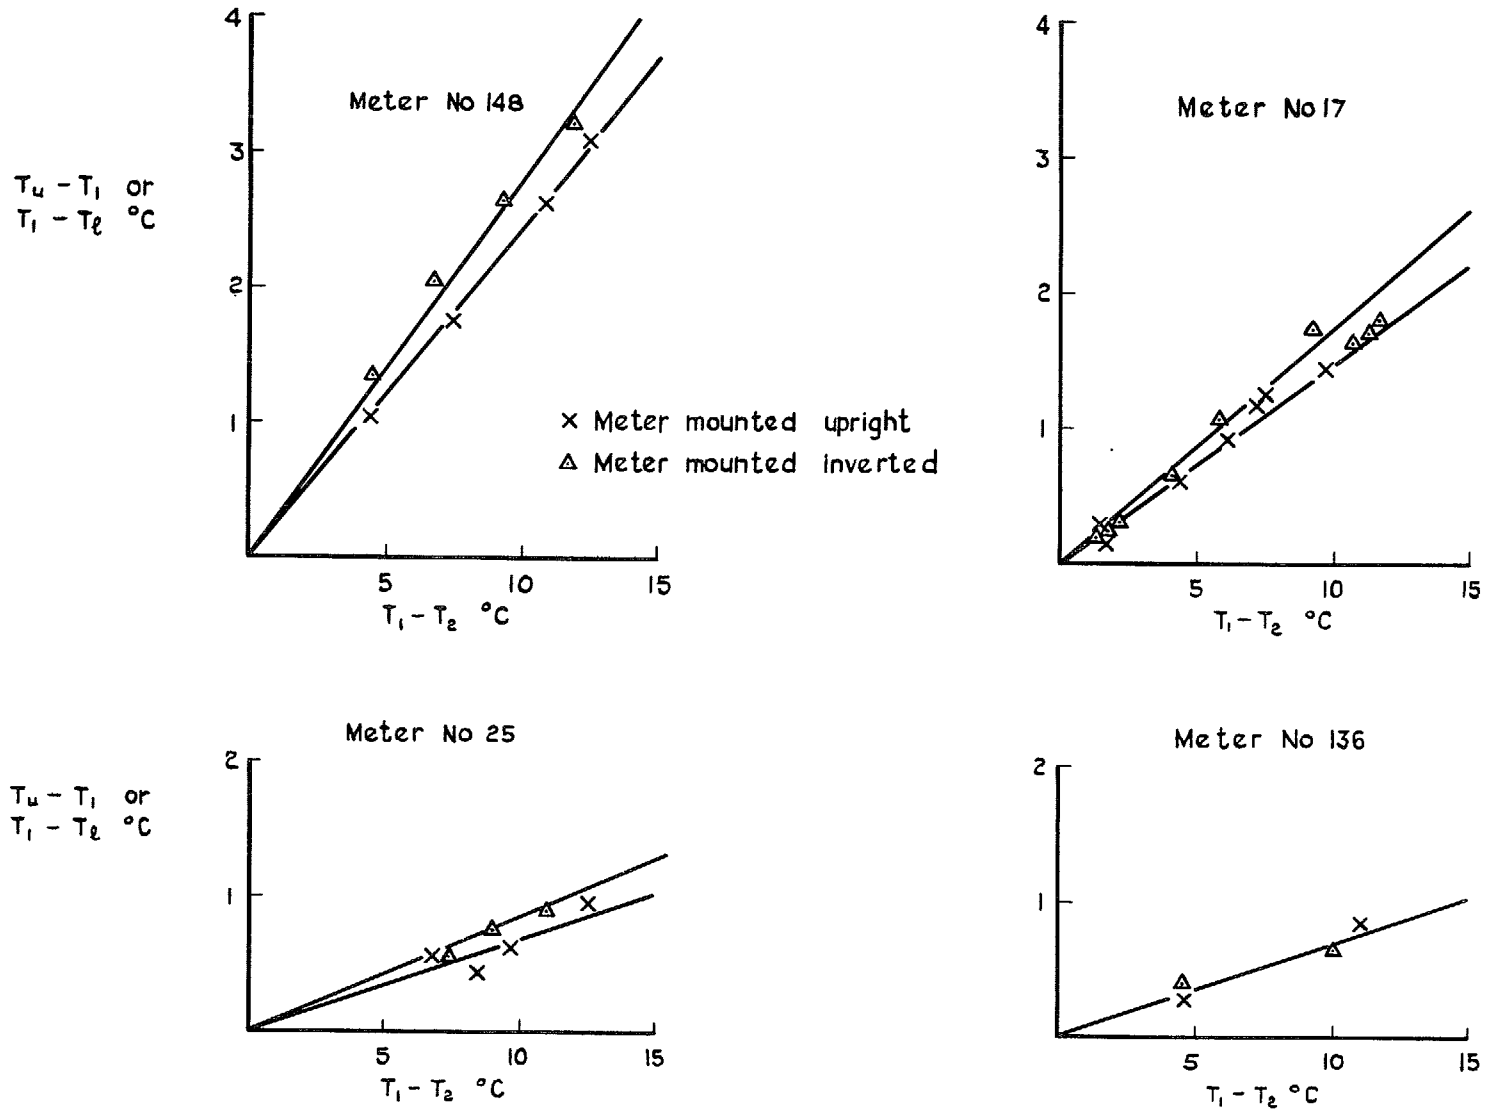 Meter No 148
4
3
2
1
Tu – T1 or
T1 – Tℓ °C
5 10 15
T1 – T2 °C
Meter No 17
4
3
2
1
5 10 15
T1 – T2 °C
× Meter mounted upright
△ Meter mounted inverted
Meter No 25
2
1
Tu – T1 or
T1 – Tℓ °C
5 10 15
T1 – T2 °C
Meter No 136
2
1
5 10 15
T1 – T2 °C